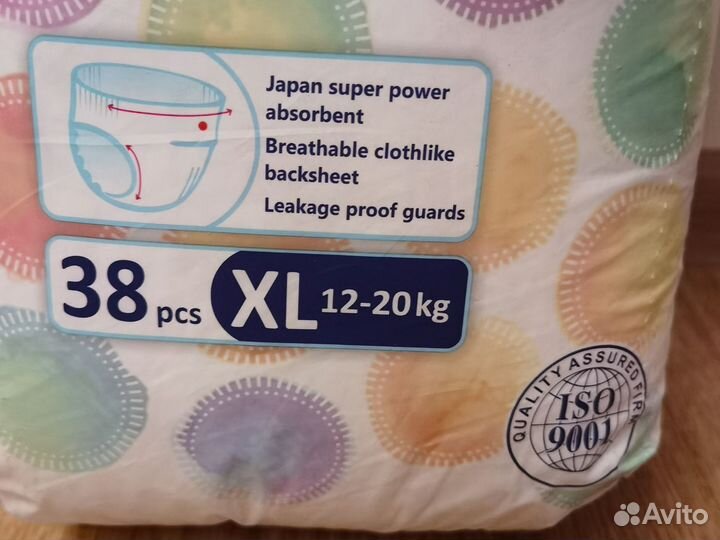 Japan super power
absorbent
Breathable clothlike
backsheet
Leakage proof guards
38 pcs XL 12-20 kg
QUALITY ASSURED FIRM
ISO
9001
Avito